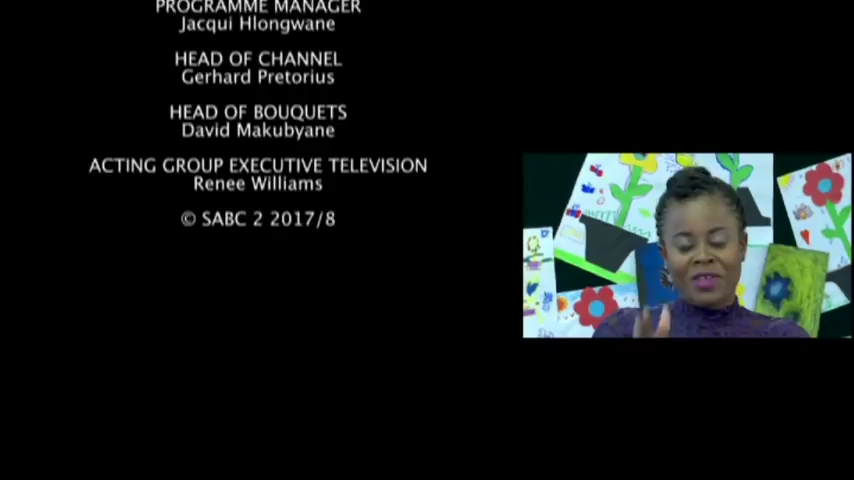 PROGRAMME MANAGER
Jacqui Hlongwane
HEAD OF CHANNEL
Gerhard Pretorius
HEAD OF BOUQUETS
David Makubyane
ACTING GROUP EXECUTIVE TELEVISION
Renee Williams
© SABC 2 2017/8